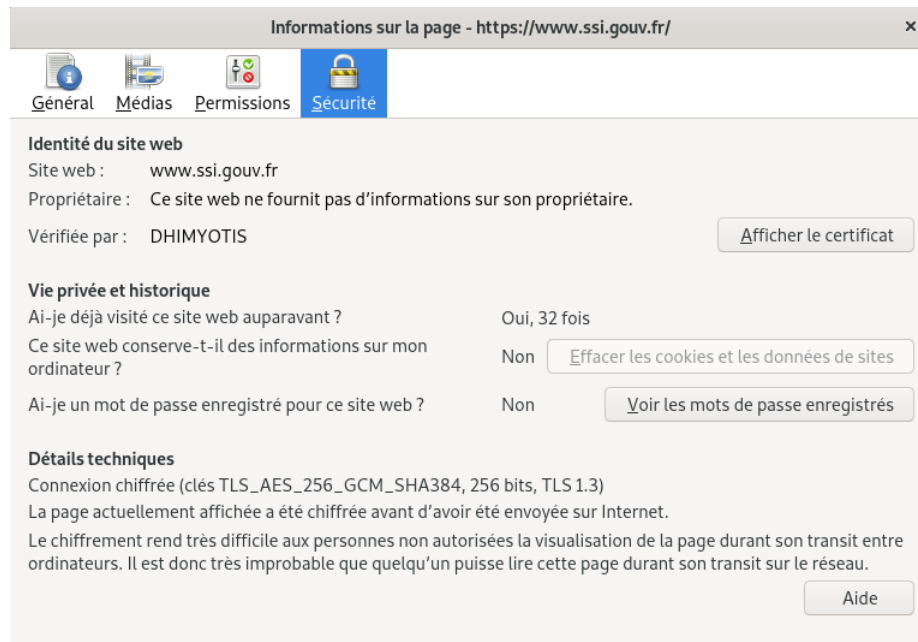 Informations sur la page - https://www.ssi.gouv.fr/ ×
Général Médias Permissions Sécurité
Identité du site web
Site web : www.ssi.gouv.fr
Propriétaire : Ce site web ne fournit pas d'informations sur son propriétaire.
Vérifiée par : DHIMYOTIS Afficher le certificat
Vie privée et historique
Ai-je déjà visité ce site web auparavant ? Oui, 32 fois
Ce site web conserve-t-il des informations sur mon
ordinateur ? Non Effacer les cookies et les données de sites
Ai-je un mot de passe enregistré pour ce site web ? Non Voir les mots de passe enregistrés
Détails techniques
Connexion chiffrée (clés TLS_AES_256_GCM_SHA384, 256 bits, TLS 1.3)
La page actuellement affichée a été chiffrée avant d'avoir été envoyée sur Internet.
Le chiffrement rend très difficile aux personnes non autorisées la visualisation de la page durant son transit entre
ordinateurs. Il est donc très improbable que quelqu'un puisse lire cette page durant son transit sur le réseau.
Aide